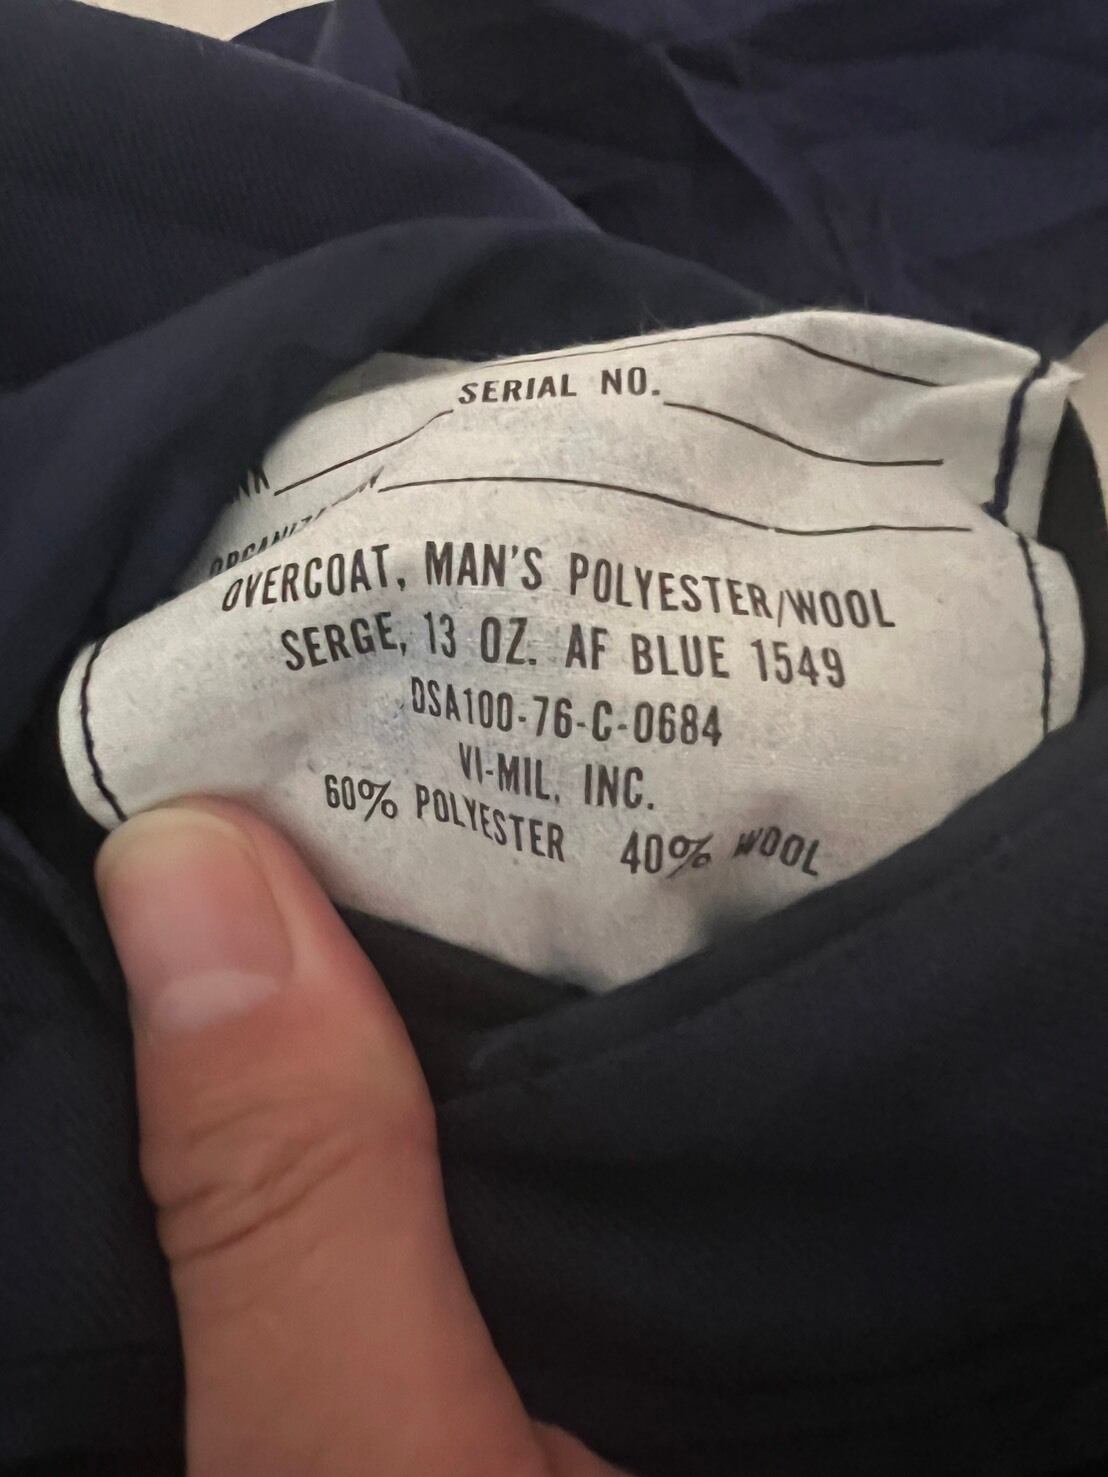 SERIAL NO.
ORGANIZATION
OVERCOAT, MAN'S POLYESTER/WOOL
SERGE, 13 OZ. AF BLUE 1549
DSA100-76-C-0684
VI-MIL, INC.
60% POLYESTER 40% WOOL